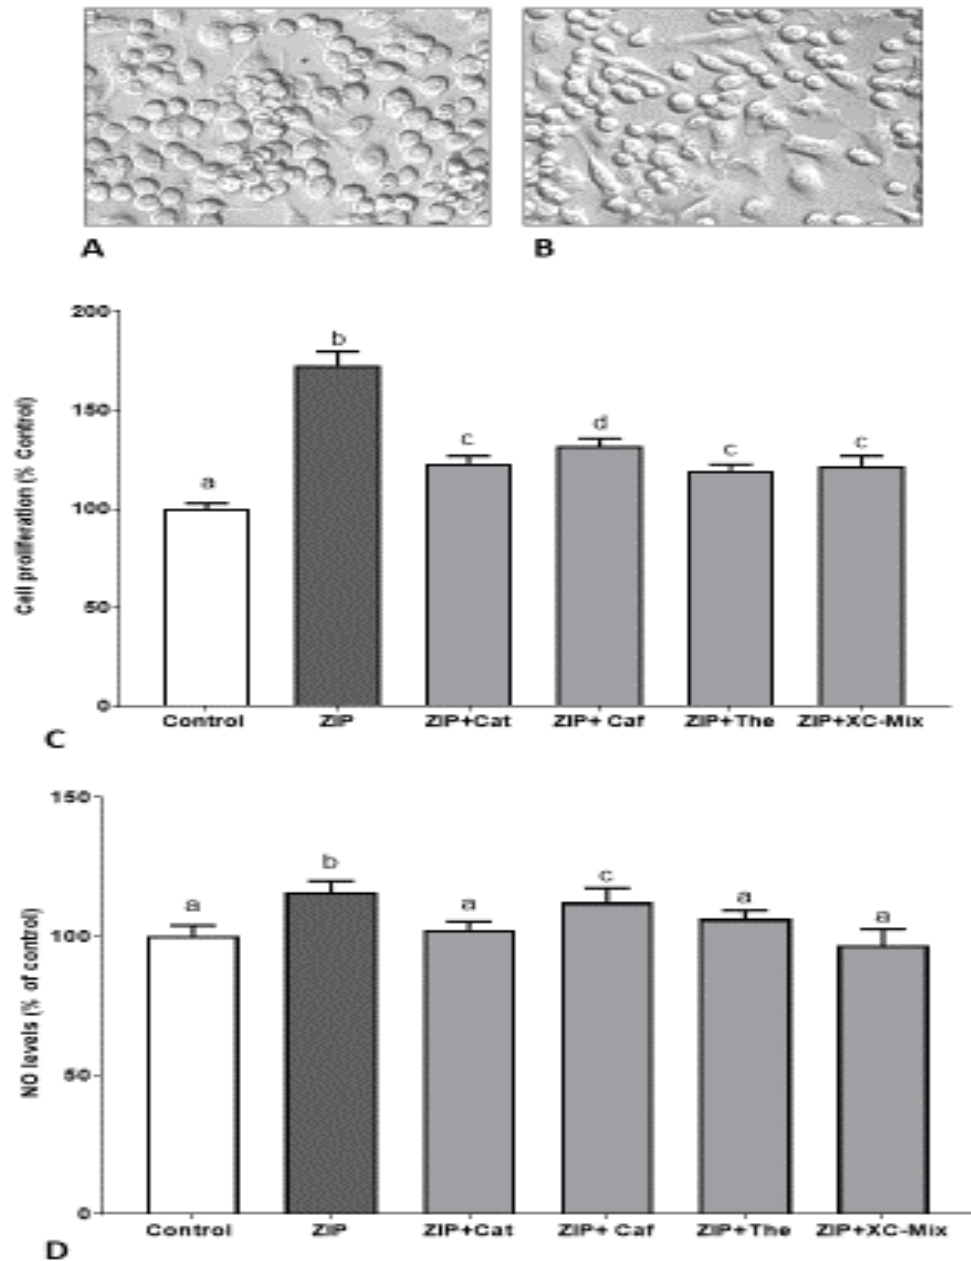 A
B
200
150
100
50
0
Cell proliferation (% Control)
a
b
c
d
c
c
Control
ZIP
ZIP+Cat
ZIP+ Caf
ZIP+The
ZIP+XC-Mix
C
150
100
50
0
NO levels (% of control)
a
b
a
c
a
a
Control
ZIP
ZIP+Cat
ZIP+ Caf
ZIP+The
ZIP+XC-Mix
D